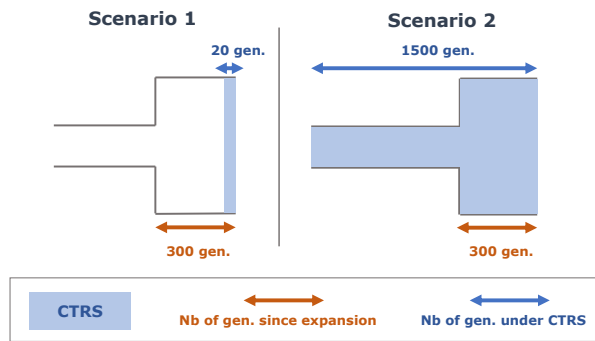 Scenario 1
Scenario 2
20 gen.
1500 gen.
300 gen.
300 gen.
CTRS
Nb of gen. since expansion
Nb of gen. under CTRS